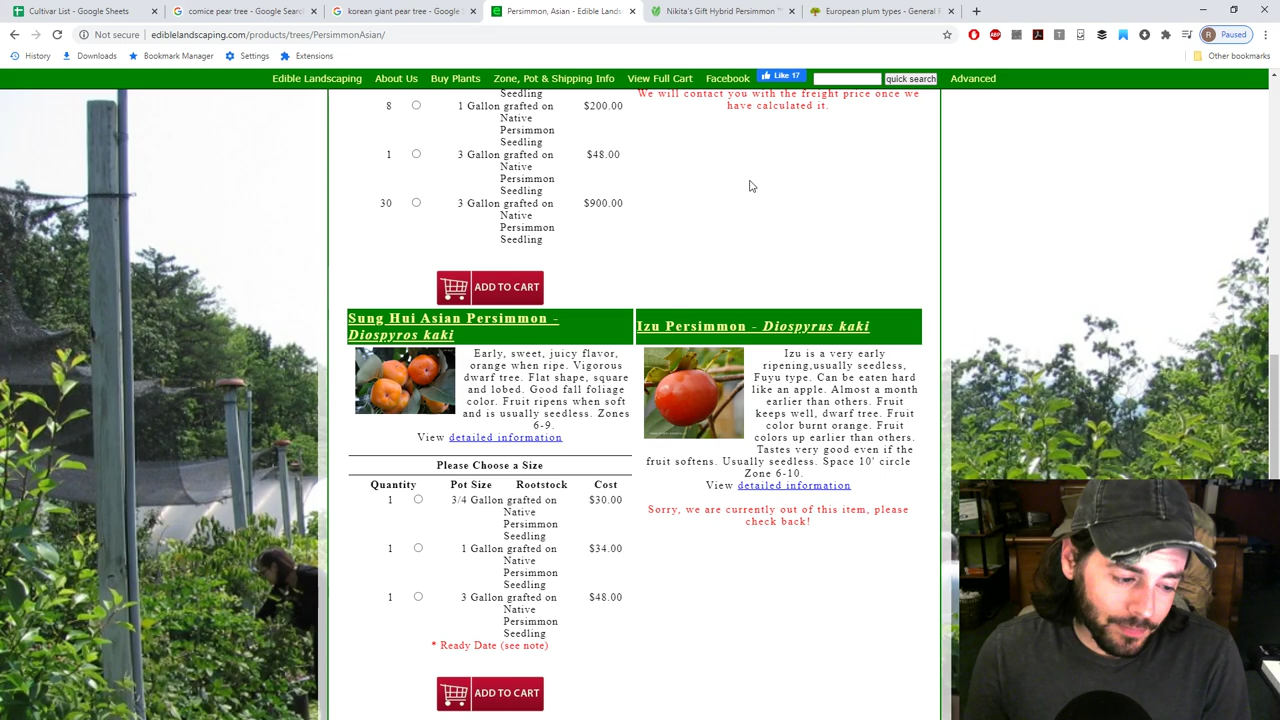 Cultivar List - Google Sheets
comice pear tree - Google Searc
korean giant pear tree - Google S
Persimmon, Asian - Edible Lands
Nikita's Gift Hybrid Persimmon ™
European plum types - General F
Not secure
ediblelandscaping.com/products/trees/PersimmonAsian/
R Paused
History Downloads Bookmark Manager Settings Extensions Other bookmarks
Edible Landscaping About Us Buy Plants Zone, Pot & Shipping Info View Full Cart Facebook Like 17 quick search Advanced
Seedling
8 1 Gallon grafted on $200.00
Native
Persimmon
Seedling
1 3 Gallon grafted on $48.00
Native
Persimmon
Seedling
30 3 Gallon grafted on $900.00
Native
Persimmon
Seedling
We will contact you with the freight price once we
have calculated it.
ADD TO CART
Sung Hui Asian Persimmon -
Diospyros kaki
Early, sweet, juicy flavor,
orange when ripe. Vigorous
dwarf tree. Flat shape, square
and lobed. Good fall foliage
color. Fruit ripens when soft
and is usually seedless. Zones
6-9.
View detailed information
Please Choose a Size
Quantity Pot Size Rootstock Cost
1 3/4 Gallon grafted on $30.00
Native
Persimmon
Seedling
1 1 Gallon grafted on $34.00
Native
Persimmon
Seedling
1 3 Gallon grafted on $48.00
Native
Persimmon
Seedling
* Ready Date (see note)
ADD TO CART
Izu Persimmon - Diospyrus kaki
Izu is a very early
ripening,usually seedless,
Fuyu type. Can be eaten hard
like an apple. Almost a month
earlier than others. Fruit
keeps well, dwarf tree. Fruit
color burnt orange. Fruit
colors up earlier than others.
Tastes very good even if the
fruit softens. Usually seedless. Space 10' circle
Zone 6-10.
View detailed information
Sorry, we are currently out of this item, please
check back!